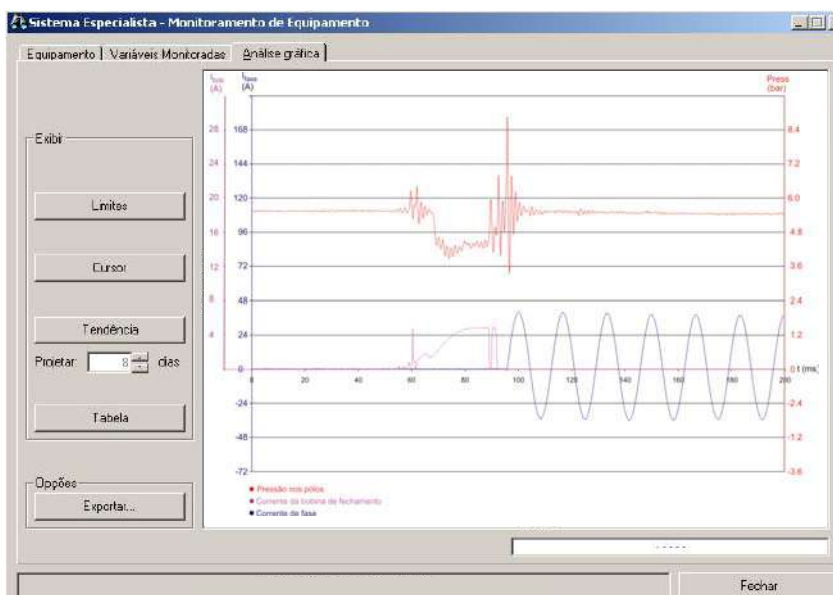 Sistema Especialista - Monitoramento de Equipamento
Equipamento Variáveis Monitoradas Análise gráfica
(A)
I fase
(A)
Press
(bar)
28 168 8.4
24 144 7.2
20 120 6.0
16 96 4.8
12 72 3.6
8 48 2.4
4 24 1.2
0 0 t (ms)
0 20 40 60 80 100 120 140 160 180 200
-24 -2.4
-48 -1.2
-72 -3.6
Pressão nos pólos
Corrente da bobina de fechamento
Corrente de fase
Exibir
Limites
Cursor
Tendência
Projetar 8 dias
Tabela
Opções
Exportar...
-----
Fechar